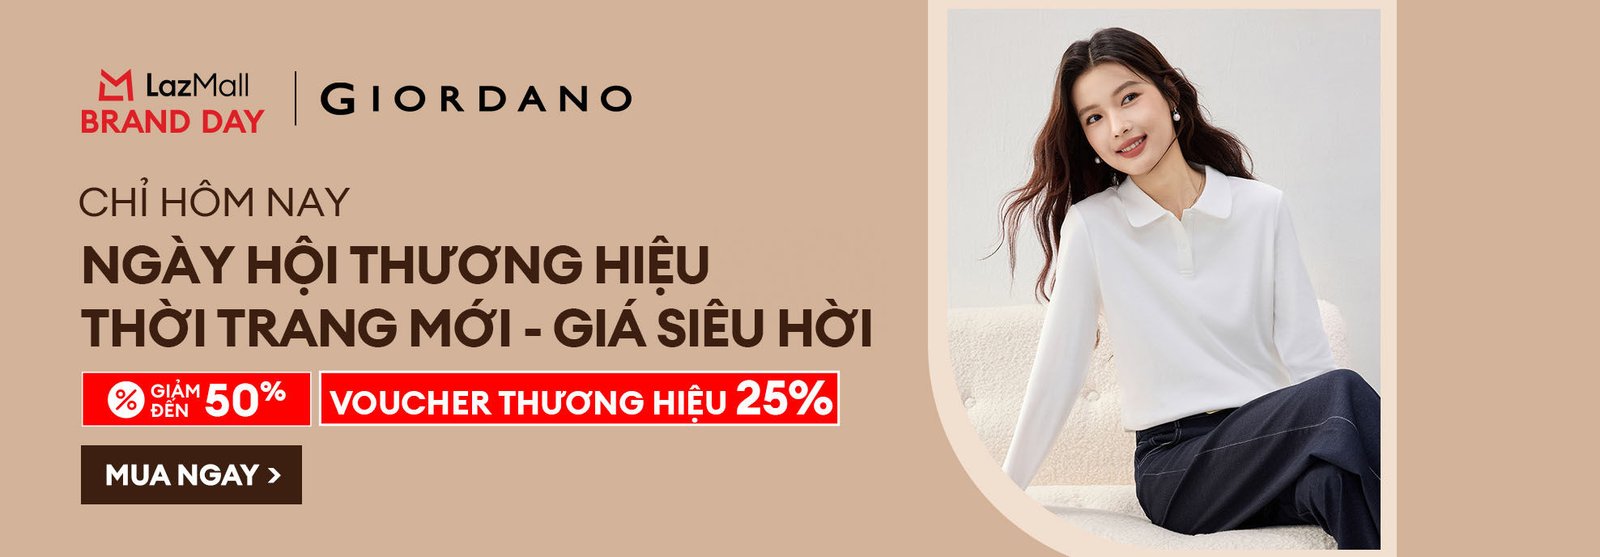 LazMall
BRAND DAY
GIORDANO
CHỈ HÔM NAY
NGÀY HỘI THƯƠNG HIỆU
THỜI TRANG MỚI - GIÁ SIÊU HỜI
% GIẢM ĐẾN 50%
VOUCHER THƯƠNG HIỆU 25%
MUA NGAY >